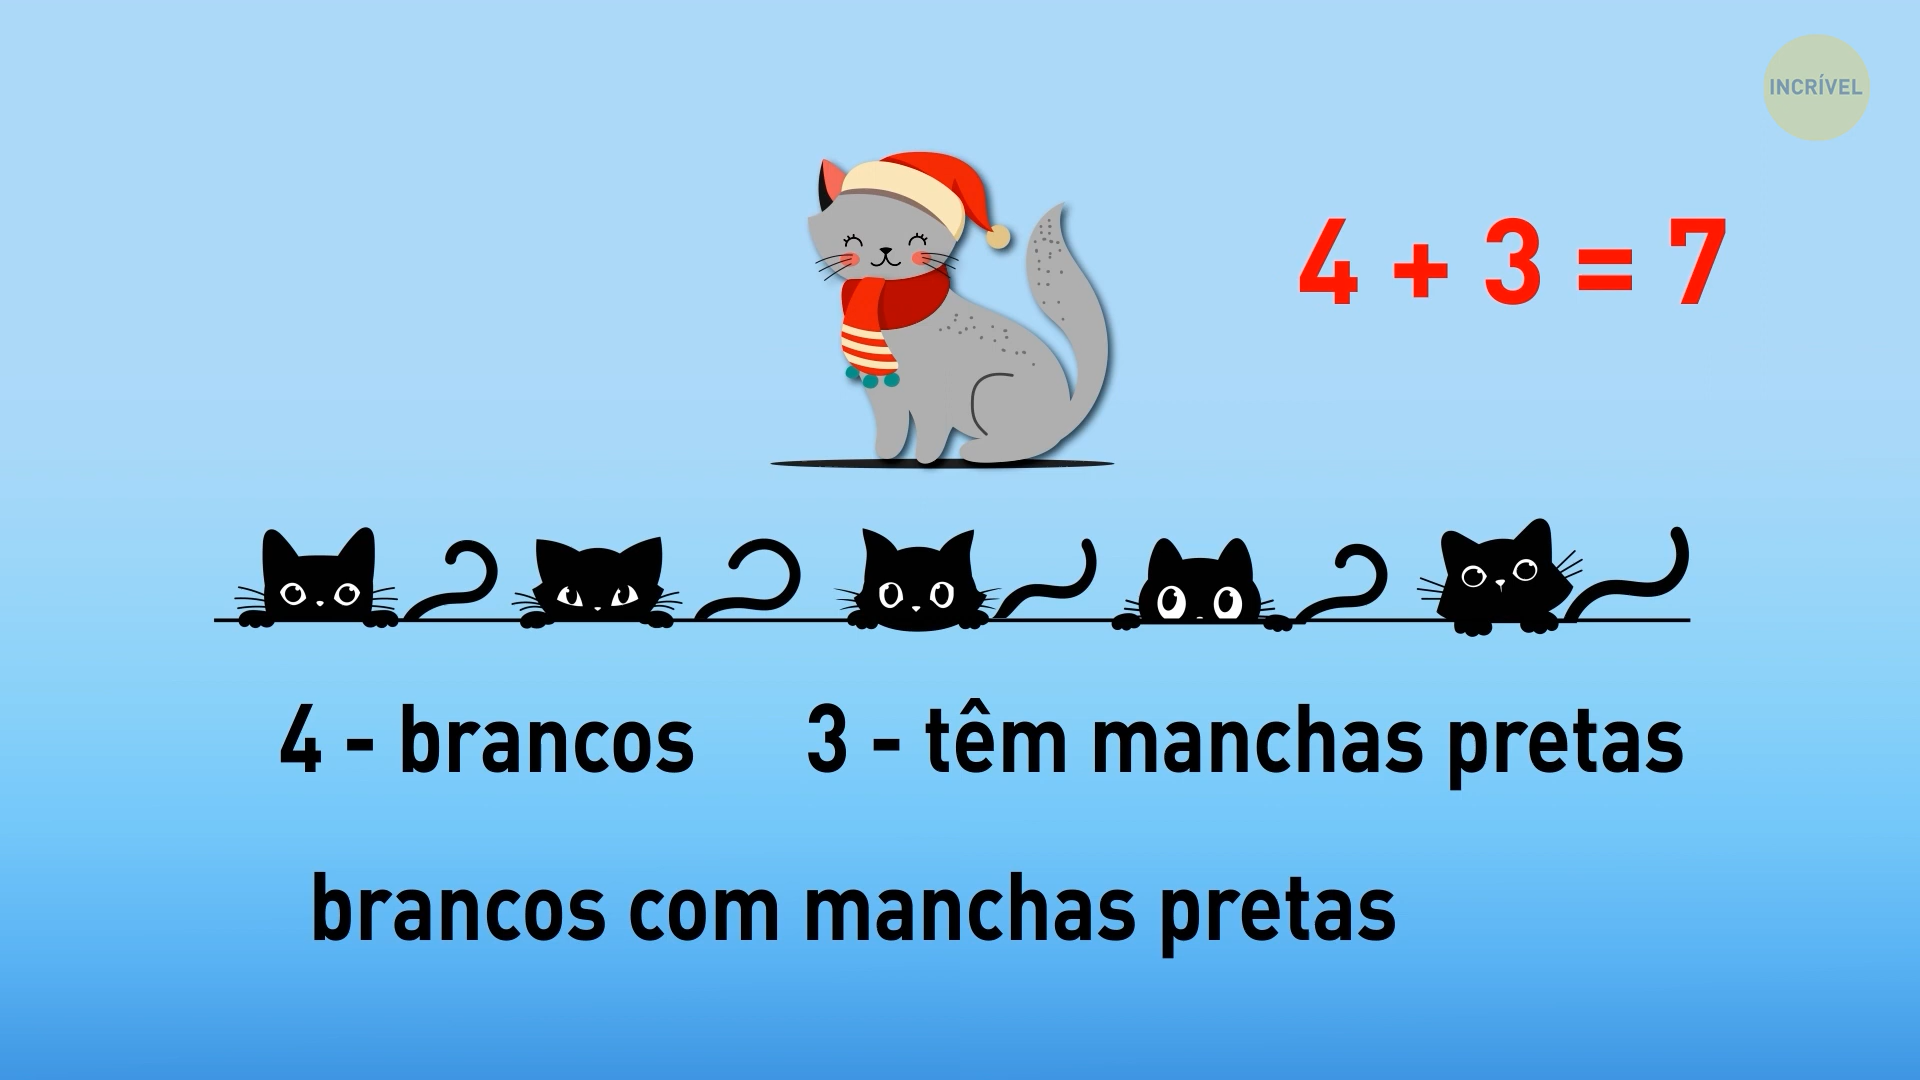 INCRÍVEL
4 + 3 = 7
4 - brancos 3 - têm manchas pretas
brancos com manchas pretas